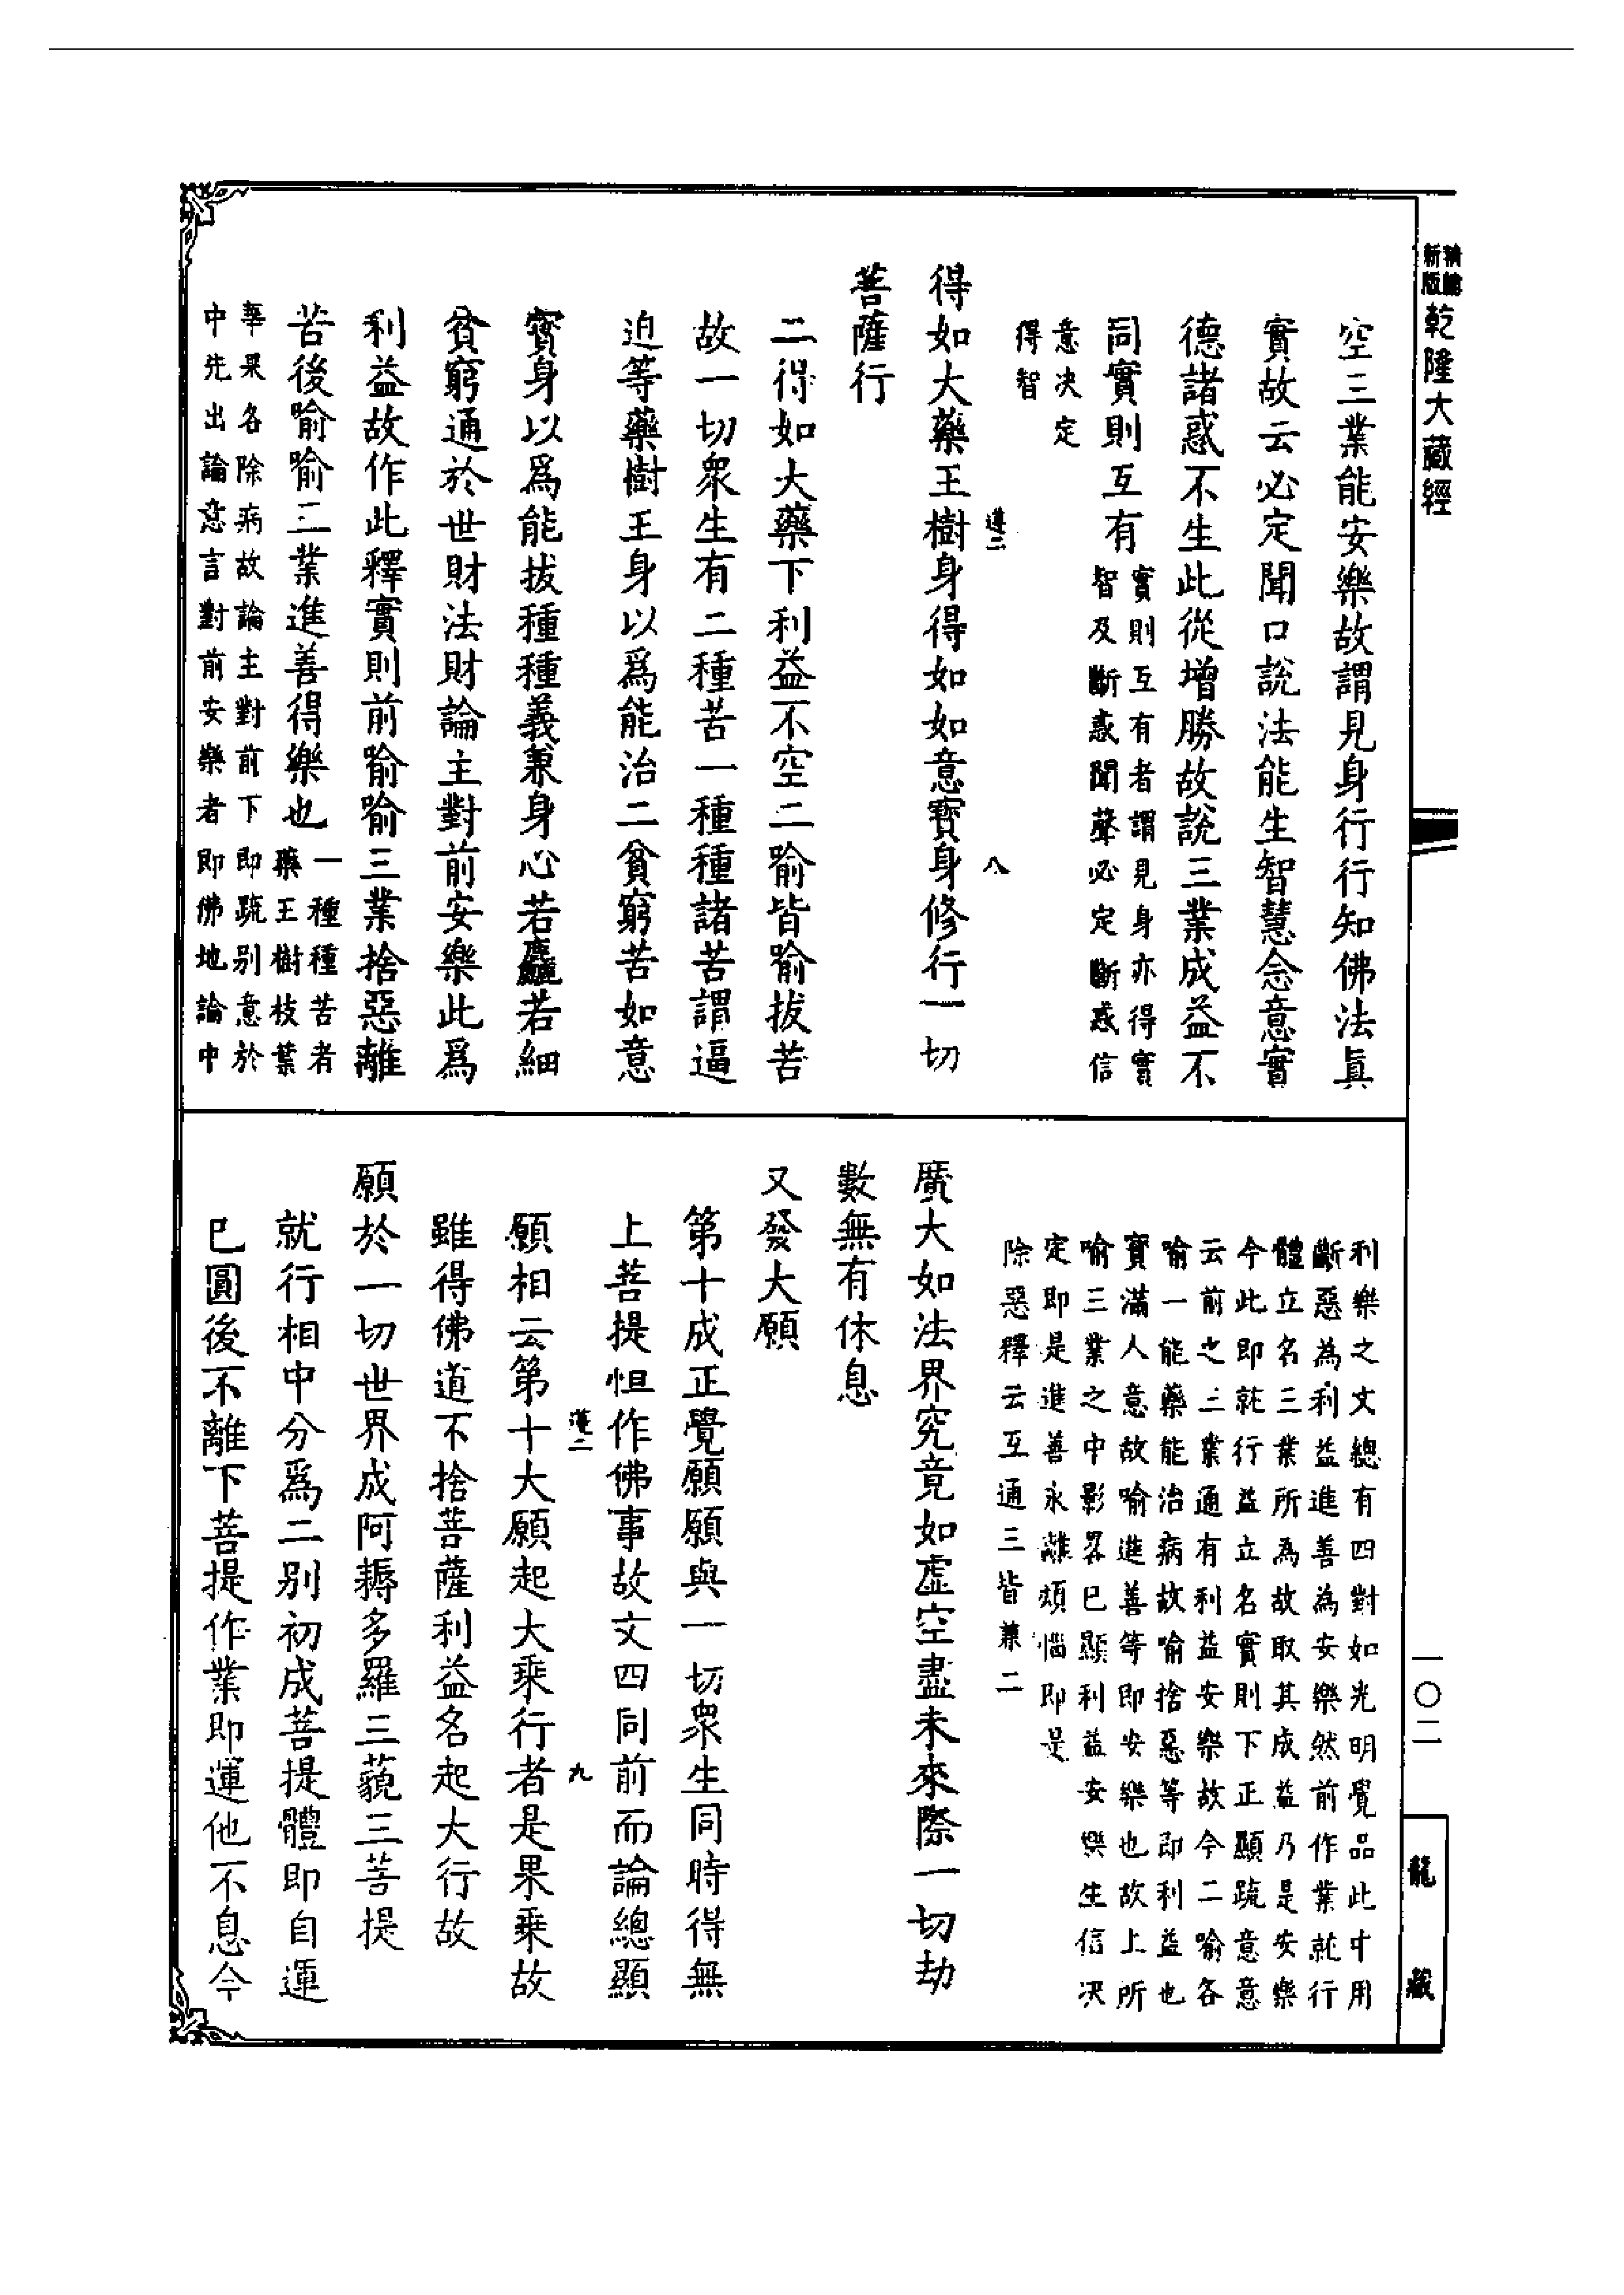 新版
精縮
乾隆大藏經
空三業能安樂故謂見身行行知佛法真
實故云必定聞口說法能生智慧念意實
德諸惑不生此從增勝故說三業成益不
同實則互有
實則互有者謂見身亦得實
智及斷惑聞聲必定斷惑信
意決定
得智
遵二
八
得如大藥王樹身得如如意寶身修行一切
菩薩行
二得如大藥下利益不空二喻皆喻拔苦
故一切眾生有二種苦一種種諸苦謂逼
迫等藥樹王身以爲能治二貧窮苦如意
寶身以爲能拔種種義兼身心若麤若細
貧窮通於世財法財論主對前安樂此爲
利益故作此釋實則前喻喻三業捨惡離
苦後喻喻三業進善得樂也
一種種苦者
藥王樹枝葉
華果各除病故論主對前下即疏別意於
中先出論意言對前安樂者即佛地論中
利樂之文總有四對如光明覺品此中用
斷惡為利益進善為安樂然前作業就行
體立名三業所為故取其成益乃是安樂
今此即就行益立名實則下正顯疏意意
云前之三業通有利益安樂故今二喻各
喻一能藥能治病故喻捨惡等即利益也
寶滿人意故喻進善等即安樂也故上所
喻三業之中影畧已顯利益安樂生信決
定即是進善永離煩惱即是
除惡釋云互通三皆兼二
廣大如法界究竟如虛空盡未來際一切劫
數無有休息
又發大願
第十成正覺願願與一切眾生同時得無
上菩提怛作佛事故文四同前而論總顯
遵二
九
願相云第十大願起大乘行者是果乘故
雖得佛道不捨菩薩利益名起大行故
願於一切世界成阿耨多羅三藐三菩提
就行相中分爲二別初成菩提體即自運
已圓後不離下菩提作業即運他不息今
一〇二
龍藏